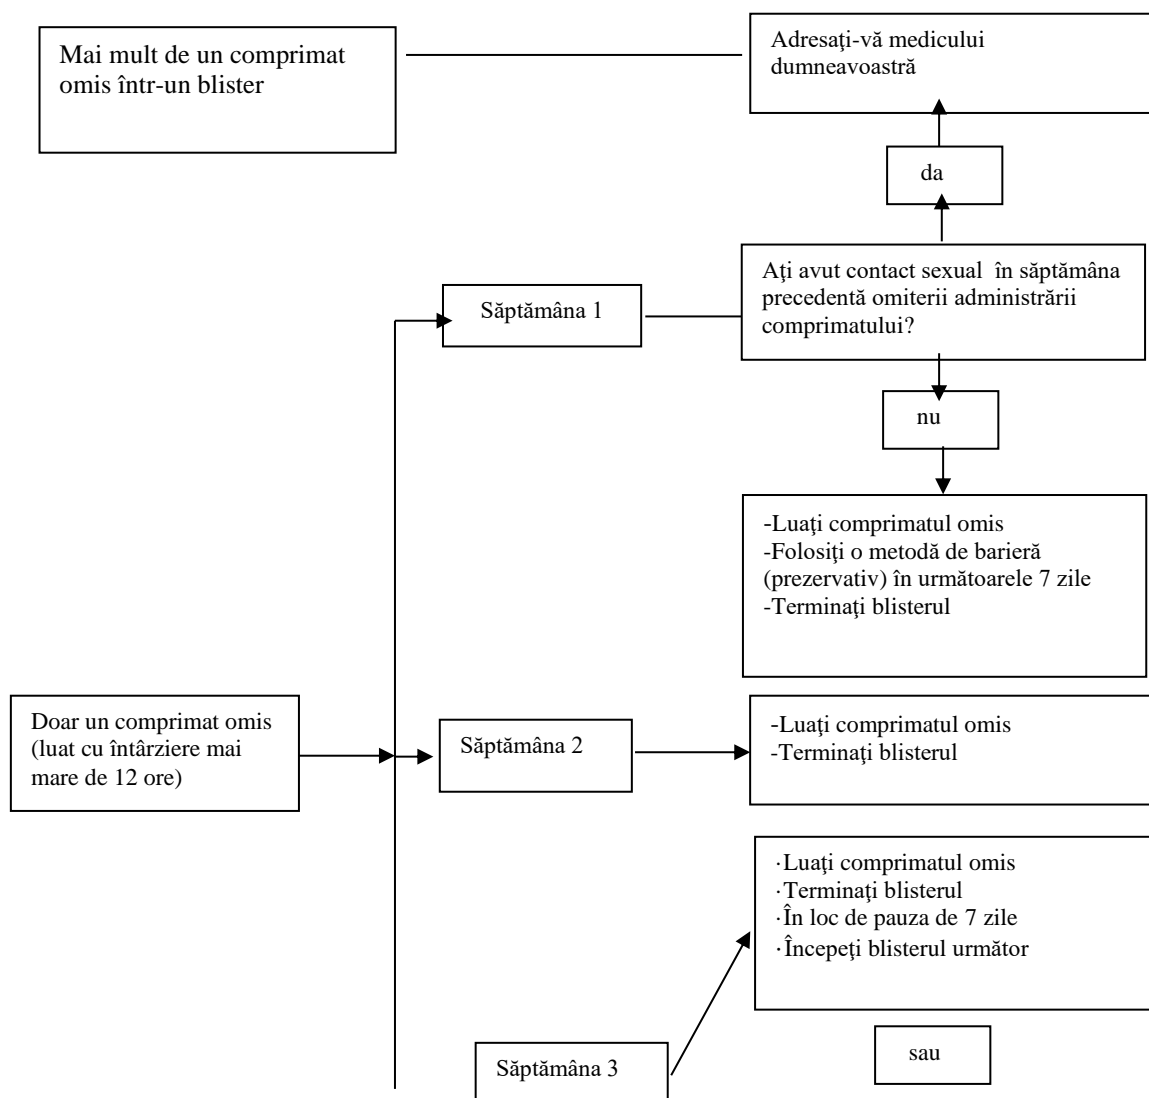 Mai mult de un comprimat
omis într-un blister
Adresaţi-vă medicului
dumneavoastră
da
Săptămâna 1
Aţi avut contact sexual în săptămâna
precedentă omiterii administrării
comprimatului?
nu
-Luaţi comprimatul omis
-Folosiţi o metodă de barieră
(prezervativ) în următoarele 7 zile
-Terminaţi blisterul
Doar un comprimat omis
(luat cu întârziere mai
mare de 12 ore)
Săptămâna 2
-Luaţi comprimatul omis
-Terminaţi blisterul
·Luaţi comprimatul omis
·Terminaţi blisterul
·În loc de pauza de 7 zile
·Începeţi blisterul următor
sau
Săptămâna 3